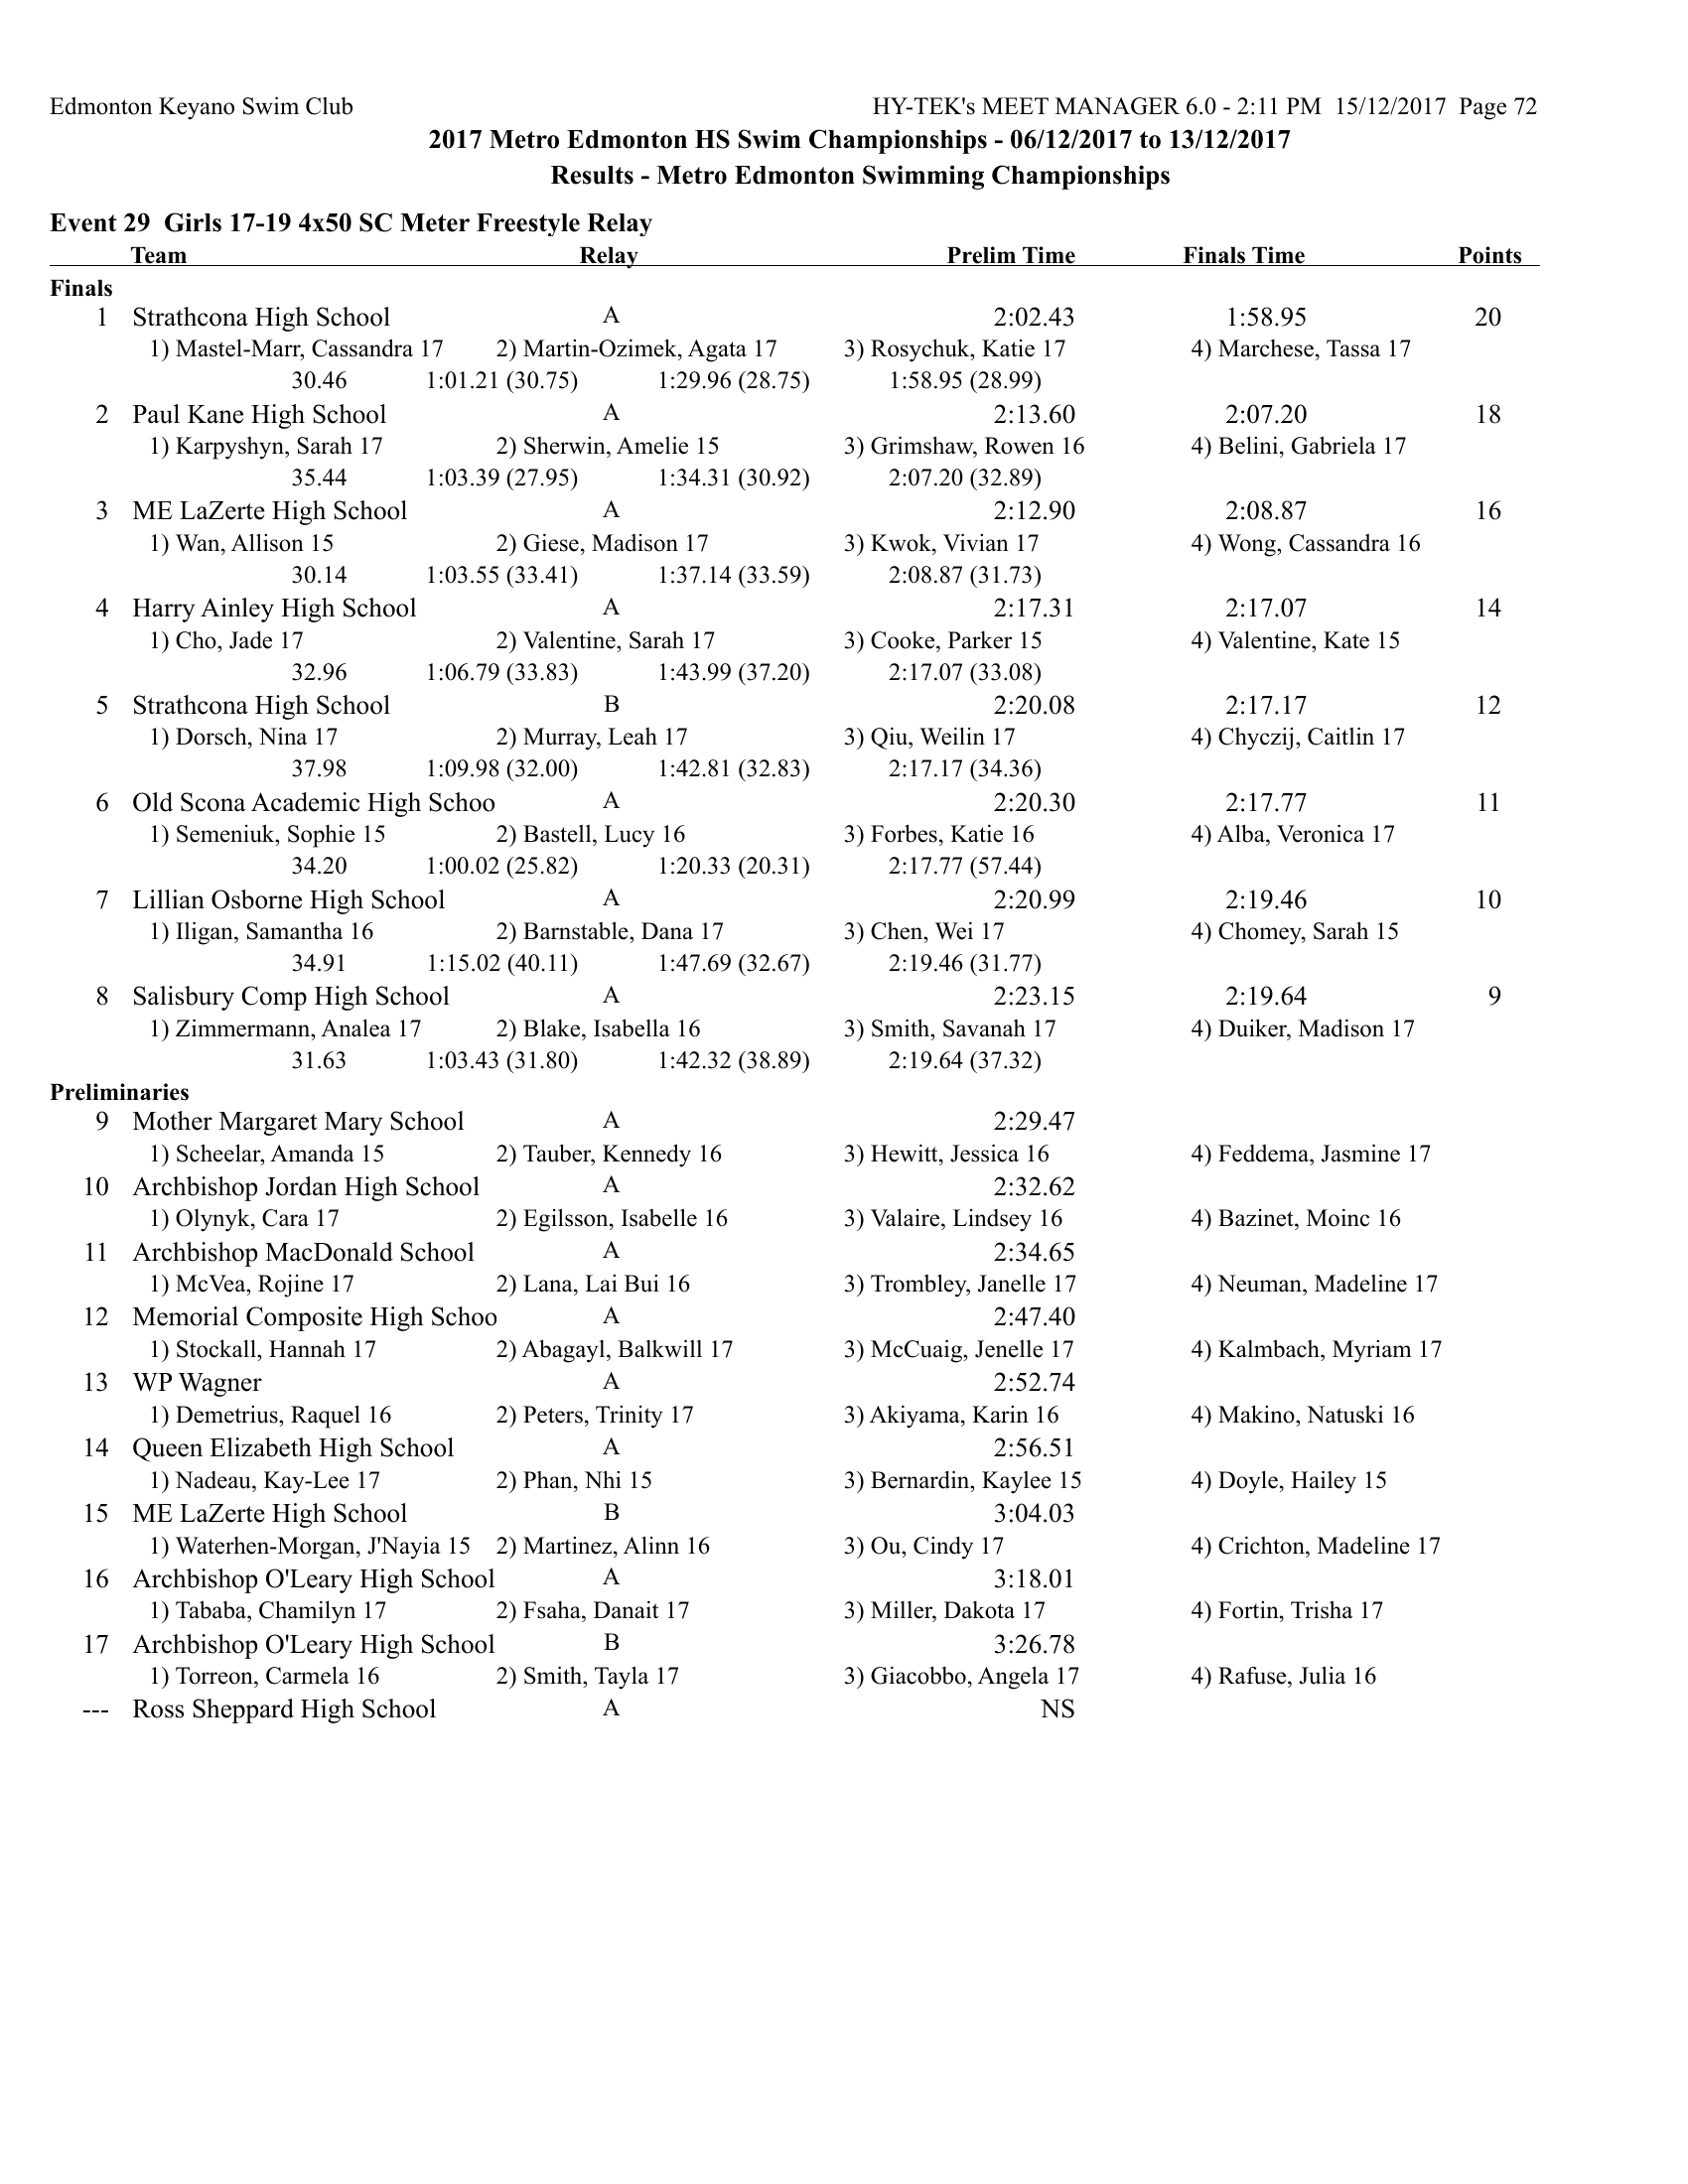 Edmonton Keyano Swim Club HY-TEK's MEET MANAGER 6.0 - 2:11 PM 15/12/2017 Page 72
2017 Metro Edmonton HS Swim Championships - 06/12/2017 to 13/12/2017
Results - Metro Edmonton Swimming Championships
Event 29 Girls 17-19 4x50 SC Meter Freestyle Relay
Team Relay Prelim Time Finals Time Points
Finals
1 Strathcona High School A 2:02.43 1:58.95 20
1) Mastel-Marr, Cassandra 17 2) Martin-Ozimek, Agata 17 3) Rosychuk, Katie 17 4) Marchese, Tassa 17
30.46 1:01.21 (30.75) 1:29.96 (28.75) 1:58.95 (28.99)
2 Paul Kane High School A 2:13.60 2:07.20 18
1) Karpyshyn, Sarah 17 2) Sherwin, Amelie 15 3) Grimshaw, Rowen 16 4) Belini, Gabriela 17
35.44 1:03.39 (27.95) 1:34.31 (30.92) 2:07.20 (32.89)
3 ME LaZerte High School A 2:12.90 2:08.87 16
1) Wan, Allison 15 2) Giese, Madison 17 3) Kwok, Vivian 17 4) Wong, Cassandra 16
30.14 1:03.55 (33.41) 1:37.14 (33.59) 2:08.87 (31.73)
4 Harry Ainley High School A 2:17.31 2:17.07 14
1) Cho, Jade 17 2) Valentine, Sarah 17 3) Cooke, Parker 15 4) Valentine, Kate 15
32.96 1:06.79 (33.83) 1:43.99 (37.20) 2:17.07 (33.08)
5 Strathcona High School B 2:20.08 2:17.17 12
1) Dorsch, Nina 17 2) Murray, Leah 17 3) Qiu, Weilin 17 4) Chyczij, Caitlin 17
37.98 1:09.98 (32.00) 1:42.81 (32.83) 2:17.17 (34.36)
6 Old Scona Academic High Schoo A 2:20.30 2:17.77 11
1) Semeniuk, Sophie 15 2) Bastell, Lucy 16 3) Forbes, Katie 16 4) Alba, Veronica 17
34.20 1:00.02 (25.82) 1:20.33 (20.31) 2:17.77 (57.44)
7 Lillian Osborne High School A 2:20.99 2:19.46 10
1) Iligan, Samantha 16 2) Barnstable, Dana 17 3) Chen, Wei 17 4) Chomey, Sarah 15
34.91 1:15.02 (40.11) 1:47.69 (32.67) 2:19.46 (31.77)
8 Salisbury Comp High School A 2:23.15 2:19.64 9
1) Zimmermann, Analea 17 2) Blake, Isabella 16 3) Smith, Savanah 17 4) Duiker, Madison 17
31.63 1:03.43 (31.80) 1:42.32 (38.89) 2:19.64 (37.32)
Preliminaries
9 Mother Margaret Mary School A 2:29.47
1) Scheelar, Amanda 15 2) Tauber, Kennedy 16 3) Hewitt, Jessica 16 4) Feddema, Jasmine 17
10 Archbishop Jordan High School A 2:32.62
1) Olynyk, Cara 17 2) Egilsson, Isabelle 16 3) Valaire, Lindsey 16 4) Bazinet, Moinc 16
11 Archbishop MacDonald School A 2:34.65
1) McVea, Rojine 17 2) Lana, Lai Bui 16 3) Trombley, Janelle 17 4) Neuman, Madeline 17
12 Memorial Composite High Schoo A 2:47.40
1) Stockall, Hannah 17 2) Abagayl, Balkwill 17 3) McCuaig, Jenelle 17 4) Kalmbach, Myriam 17
13 WP Wagner A 2:52.74
1) Demetrius, Raquel 16 2) Peters, Trinity 17 3) Akiyama, Karin 16 4) Makino, Natuski 16
14 Queen Elizabeth High School A 2:56.51
1) Nadeau, Kay-Lee 17 2) Phan, Nhi 15 3) Bernardin, Kaylee 15 4) Doyle, Hailey 15
15 ME LaZerte High School B 3:04.03
1) Waterhen-Morgan, J'Nayia 15 2) Martinez, Alinn 16 3) Ou, Cindy 17 4) Crichton, Madeline 17
16 Archbishop O'Leary High School A 3:18.01
1) Tababa, Chamilyn 17 2) Fsaha, Danait 17 3) Miller, Dakota 17 4) Fortin, Trisha 17
17 Archbishop O'Leary High School B 3:26.78
1) Torreon, Carmela 16 2) Smith, Tayla 17 3) Giacobbo, Angela 17 4) Rafuse, Julia 16
--- Ross Sheppard High School A NS